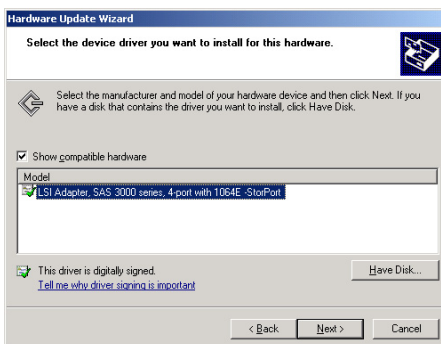 Hardware Update Wizard
Select the device driver you want to install for this hardware.
Select the manufacturer and model of your hardware device and then click Next. If you
have a disk that contains the driver you want to install, click Have Disk.
Show compatible hardware
Model
LSI Adapter, SAS 3000 series, 4-port with 1064E -StorPort
This driver is digitally signed.
Tell me why driver signing is important
Have Disk...
< Back
Next >
Cancel